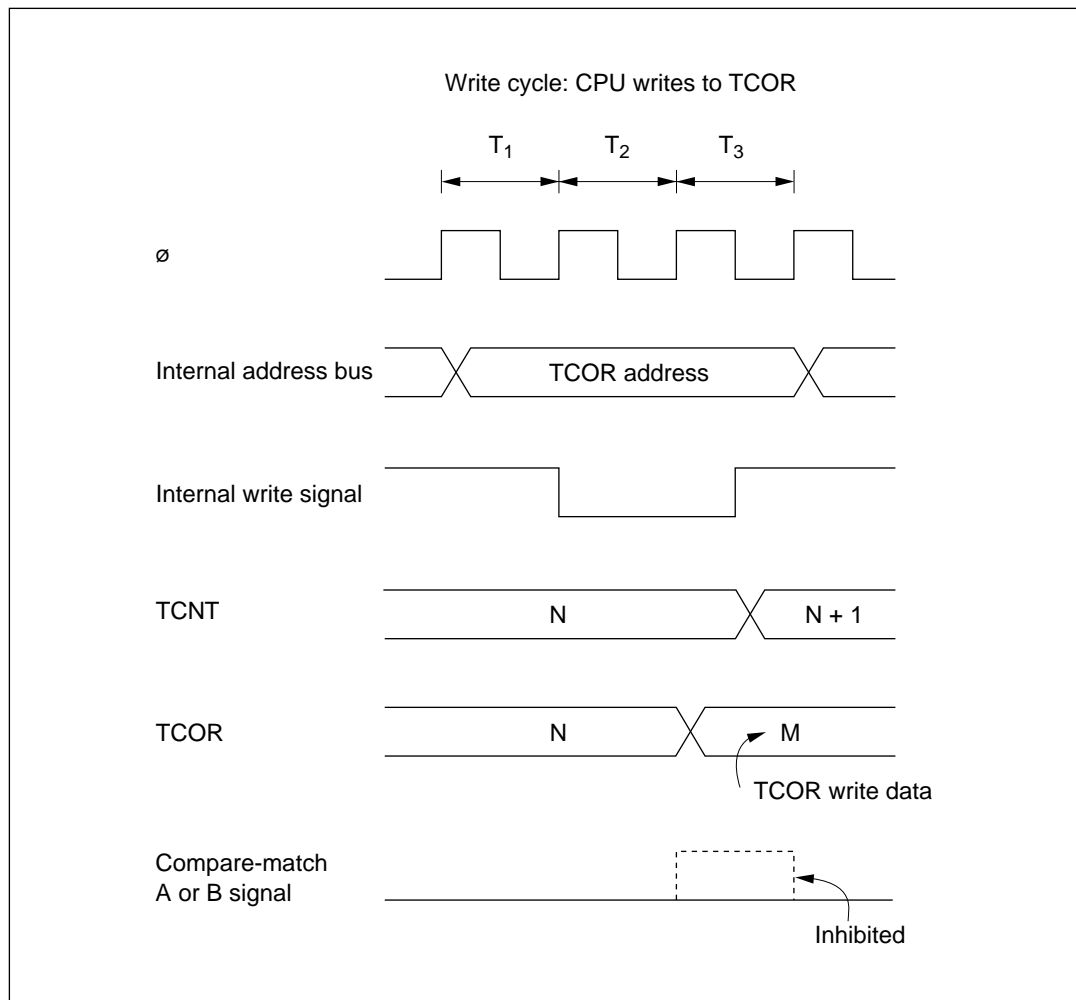 Write cycle: CPU writes to TCOR
T1 T2 T3
ø
Internal address bus
TCOR address
Internal write signal
TCNT
N
N + 1
TCOR
N
M
TCOR write data
Compare-match
A or B signal
Inhibited